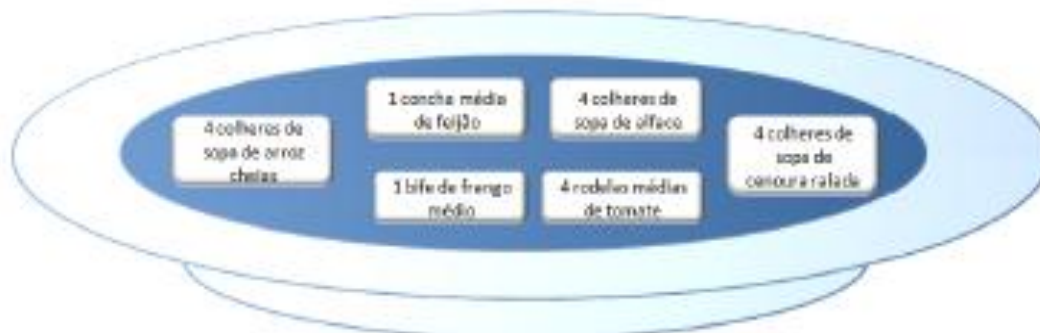 4 colheres de
sopa de arroz
cheias
1 concha média
de feijão
4 colheres de
sopa de alface
4 colheres de
sopa de
cenoura ralada
1 bife de frango
médio
4 rodelas médias
de tomate